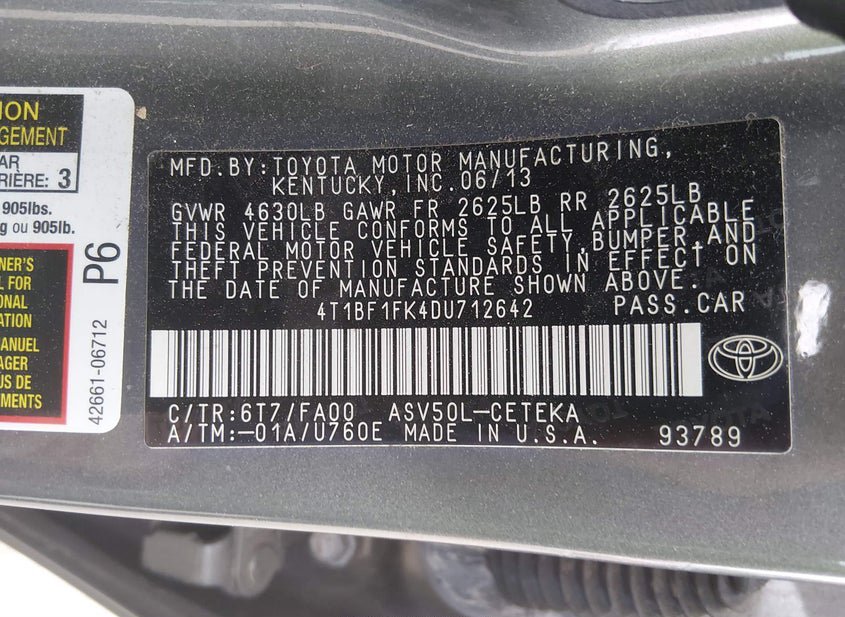 ION
GEMENT
AR
RIÈRE: 3
905lbs.
g ou 905lb.
NER'S
L FOR
ONAL
ATION
MANUEL
AGER
US DE
MENTS
P6
42661-06712
MFD.BY:TOYOTA MOTOR MANUFACTURING,
KENTUCKY,INC.06/13
GVWR 4630LB GAWR FR 2625LB RR 2625LB
THIS VEHICLE CONFORMS TO ALL APPLICABLE
FEDERAL MOTOR VEHICLE SAFETY,BUMPER,AND
THEFT PREVENTION STANDARDS IN EFFECT ON
THE DATE OF MANUFACTURE SHOWN ABOVE.
4T1BF1FK4DU712642 PASS.CAR
C/TR:6T7/FA00 ASV50L-CETEKA
A/TM:-01A/U760E MADE IN U.S.A. 93789